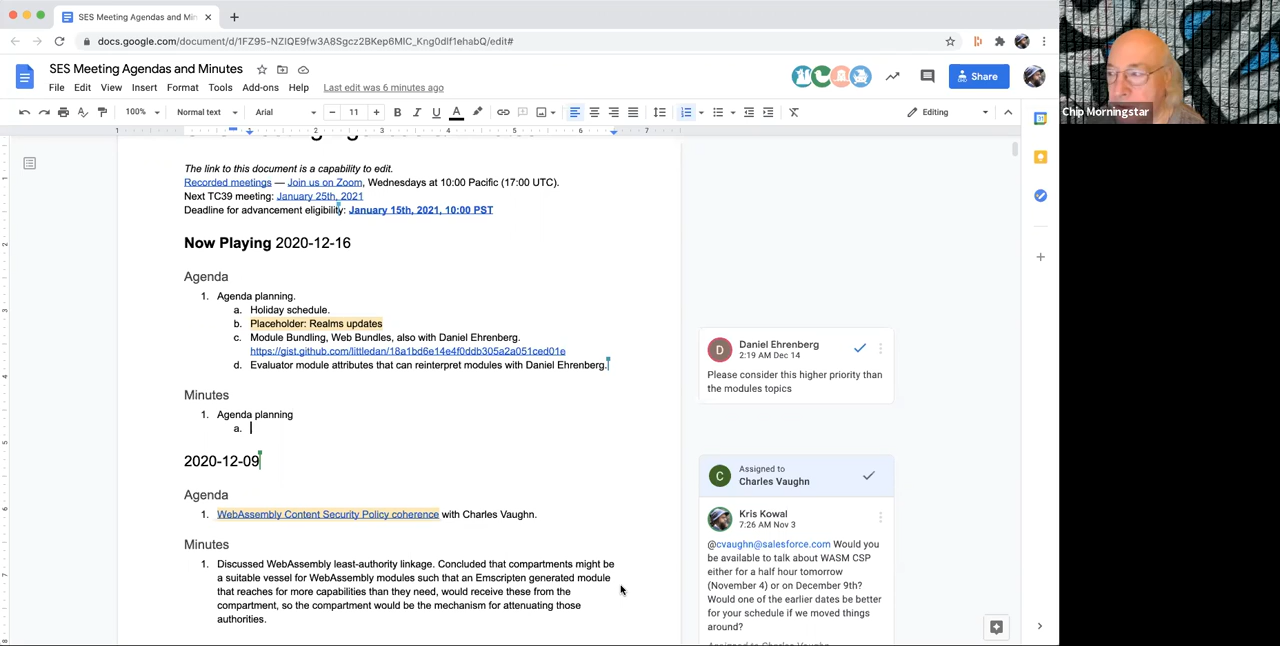 SES Meeting Agendas and Min
docs.google.com/document/d/1FZ95-NZIQE9fw3A8Sgcz2BKep6MlC_Kng0dlf1ehabQ/edit#
SES Meeting Agendas and Minutes
File Edit View Insert Format Tools Add-ons Help Last edit was 6 minutes ago
Share
100% Normal text Arial 11 Editing
Chip Morningstar
The link to this document is a capability to edit.
Recorded meetings — Join us on Zoom, Wednesdays at 10:00 Pacific (17:00 UTC).
Next TC39 meeting: January 25th, 2021
Deadline for advancement eligibility: January 15th, 2021, 10:00 PST
Now Playing 2020-12-16
Agenda
1. Agenda planning.
a. Holiday schedule.
b. Placeholder: Realms updates
c. Module Bundling, Web Bundles, also with Daniel Ehrenberg.
https://gist.github.com/littledan/18a1bd6e14e4f0ddb305a2a051ced01e
d. Evaluator module attributes that can reinterpret modules with Daniel Ehrenberg.
Minutes
1. Agenda planning
a.
2020-12-09
Agenda
1. WebAssembly Content Security Policy coherence with Charles Vaughn.
Minutes
1. Discussed WebAssembly least-authority linkage. Concluded that compartments might be
a suitable vessel for WebAssembly modules such that an Emscripten generated module
that reaches for more capabilities than they need, would receive these from the
compartment, so the compartment would be the mechanism for attenuating those
authorities.
D Daniel Ehrenberg
2:19 AM Dec 14
Please consider this higher priority than
the modules topics
C Assigned to
Charles Vaughn
Kris Kowal
7:26 AM Nov 3
@cvaughn@salesforce.com Would you
be available to talk about WASM CSP
either for a half hour tomorrow
(November 4) or on December 9th?
Would one of the earlier dates be better
for your schedule if we moved things
around?
Assigned to Charles Vaughn